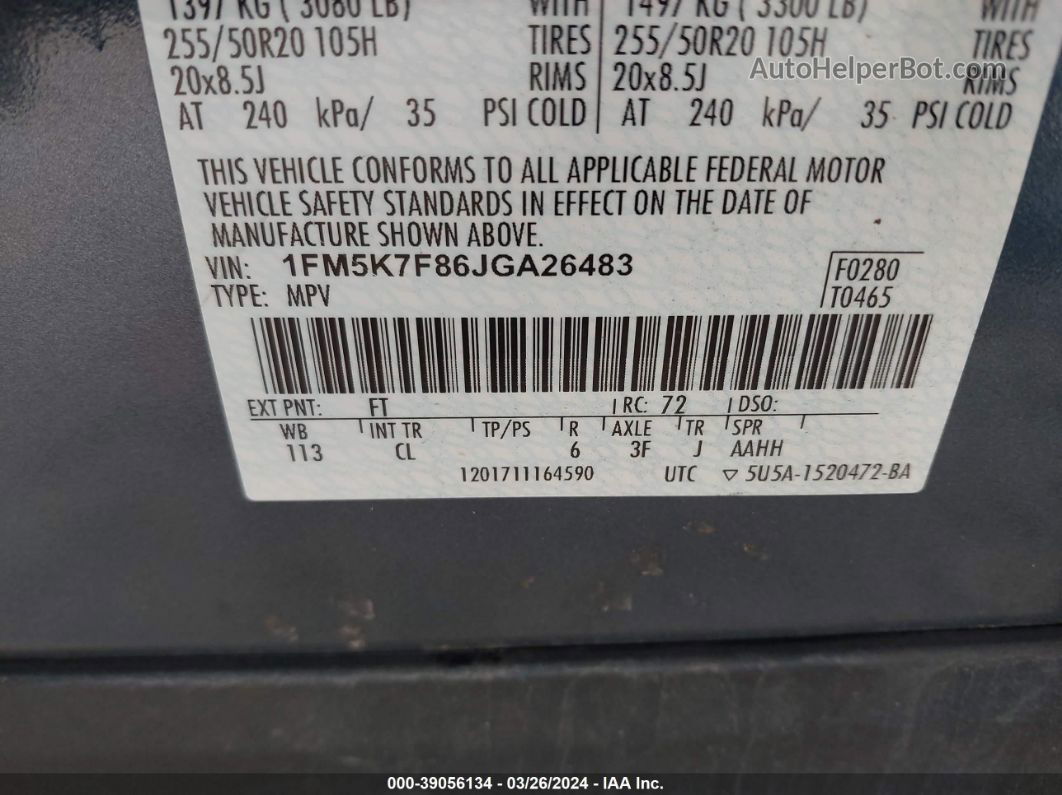 1397 KG ( 3080 LB) WITH 1497 KG ( 3300 LB) WITH
255/50R20 105H TIRES 255/50R20 105H TIRES
AutoHelperBot.com
20x8.5J RIMS 20x8.5J RIMS
AT 240 kPa/ 35 PSI COLD AT 240 kPa/ 35 PSI COLD
THIS VEHICLE CONFORMS TO ALL APPLICABLE FEDERAL MOTOR
VEHICLE SAFETY STANDARDS IN EFFECT ON THE DATE OF
MANUFACTURE SHOWN ABOVE.
VIN: 1FM5K7F86JGA26483 F0280
TYPE: MPV T0465
EXT PNT: FT RC: 72 DSO:
WB INT TR TP/PS R AXLE TR SPR
113 CL 6 3F J AAHH
1201711164590 UTC ▽ 5U5A-1520472-BA
000-39056134 - 03/26/2024 - IAA Inc.